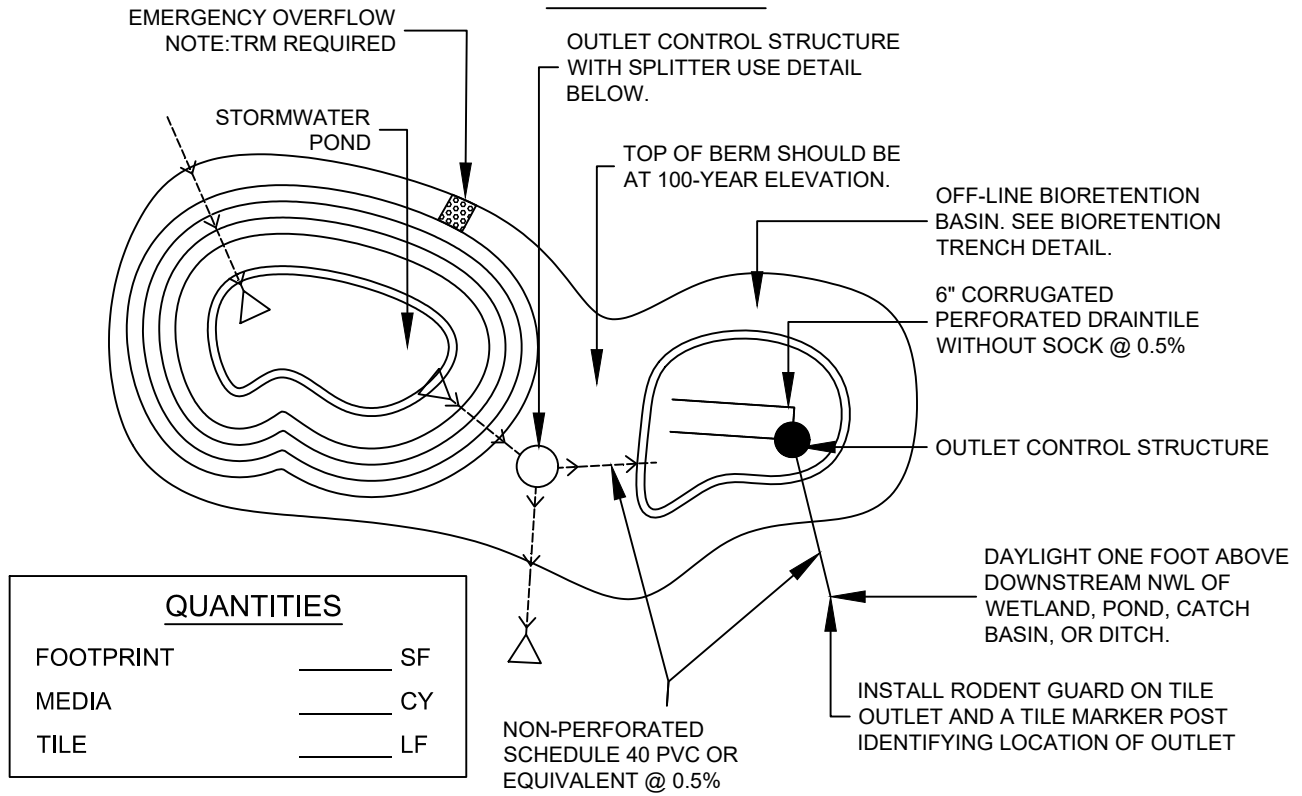 EMERGENCY OVERFLOW
NOTE:TRM REQUIRED
OUTLET CONTROL STRUCTURE
WITH SPLITTER USE DETAIL
BELOW.
STORMWATER
POND
TOP OF BERM SHOULD BE
AT 100-YEAR ELEVATION.
OFF-LINE BIORETENTION
BASIN. SEE BIORETENTION
TRENCH DETAIL.
6" CORRUGATED
PERFORATED DRAINTILE
WITHOUT SOCK @ 0.5%
OUTLET CONTROL STRUCTURE
DAYLIGHT ONE FOOT ABOVE
DOWNSTREAM NWL OF
WETLAND, POND, CATCH
BASIN, OR DITCH.
INSTALL RODENT GUARD ON TILE
OUTLET AND A TILE MARKER POST
IDENTIFYING LOCATION OF OUTLET
NON-PERFORATED
SCHEDULE 40 PVC OR
EQUIVALENT @ 0.5%
QUANTITIES
FOOTPRINT ______ SF
MEDIA ______ CY
TILE ______ LF